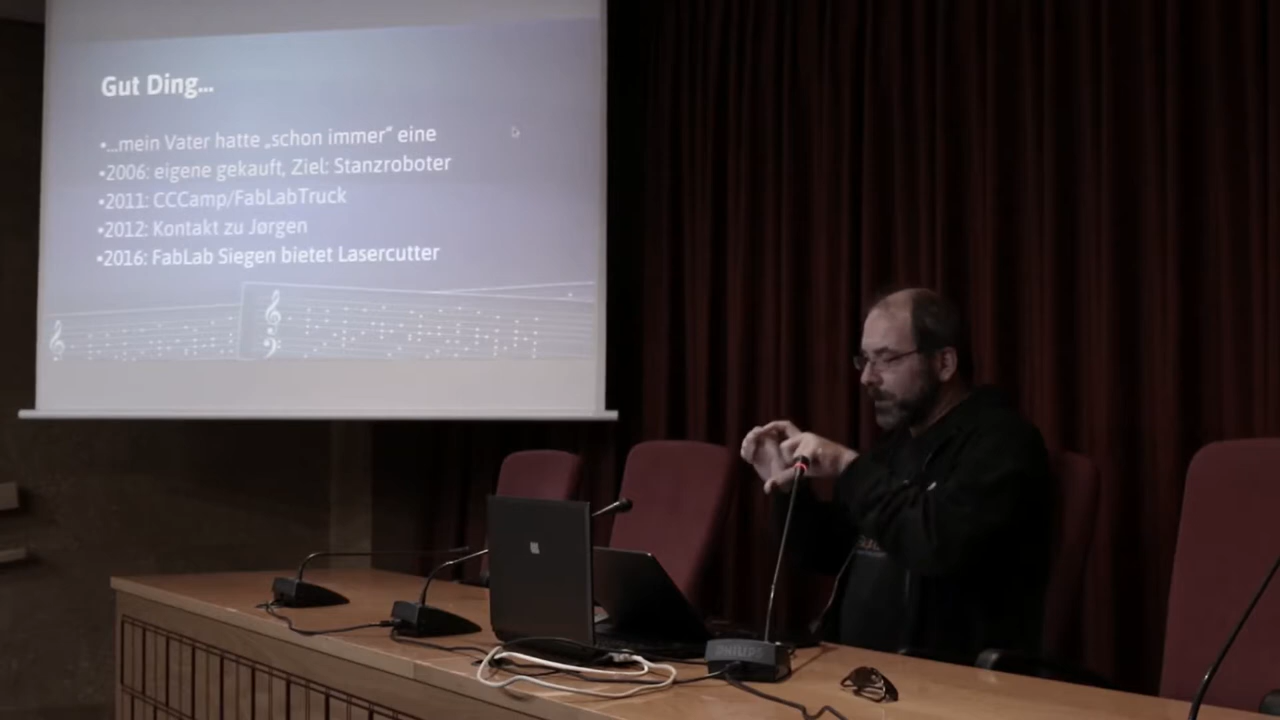 Gut Ding...
•...mein Vater hatte „schon immer“ eine
•2006: eigene gekauft, Ziel: Stanzroboter
•2011: CCCamp/FabLabTruck
•2012: Kontakt zu Jørgen
•2016: FabLab Siegen bietet Lasercutter
PHILIPS